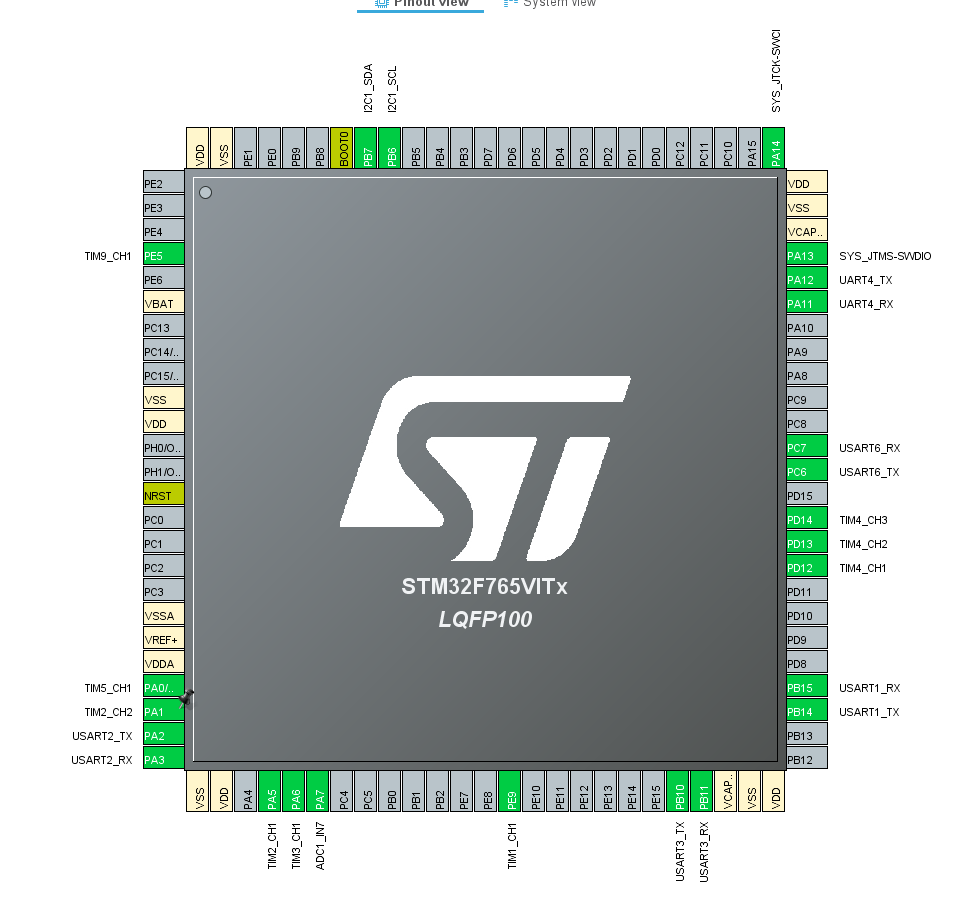 Pinout view
System view
SYS_JTCK-SWCLK
I2C1_SDA
I2C1_SCL
VDD
VSS
PE1
PE0
PB9
PB8
BOOT0
PB7
PB6
PB5
PB4
PB3
PD7
PD6
PD5
PD4
PD3
PD2
PD1
PD0
PC12
PC11
PC10
PA15
PA14
PE2
PE3
PE4
TIM9_CH1 PE5
PE6
VBAT
PC13
PC14/..
PC15/..
VSS
VDD
PH0/O..
PH1/O..
NRST
PC0
PC1
PC2
PC3
VSSA
VREF+
VDDA
TIM5_CH1 PA0/..
TIM2_CH2 PA1
USART2_TX PA2
USART2_RX PA3
ST
STM32F765VITx
LQFP100
VDD
VSS
VCAP..
PA13 SYS_JTMS-SWDIO
PA12 UART4_TX
PA11 UART4_RX
PA10
PA9
PA8
PC9
PC8
PC7 USART6_RX
PC6 USART6_TX
PD15
PD14 TIM4_CH3
PD13 TIM4_CH2
PD12 TIM4_CH1
PD11
PD10
PD9
PD8
PB15 USART1_RX
PB14 USART1_TX
PB13
PB12
VSS
VDD
PA4
PA5
PA6
PA7
PC4
PC5
PB0
PB1
PB2
PE7
PE8
PE9
PE10
PE11
PE12
PE13
PE14
PE15
PB10
PB11
VCAP..
VSS
VDD
TIM2_CH1
TIM3_CH1
ADC1_IN7
TIM1_CH1
USART3_TX
USART3_RX